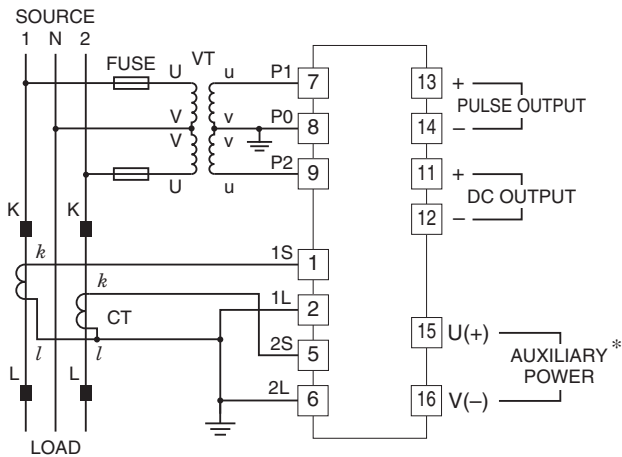 SOURCE
1 N 2
FUSE
VT
U u P1 7
V v P0 8
V v
U u P2 9
K K
k 1S 1
k 1L 2
CT
l l 2S 5
L L 2L 6
LOAD
13 +
PULSE OUTPUT
14 −
11 +
DC OUTPUT
12 −
15 U(+)
AUXILIARY *
POWER
16 V(−)